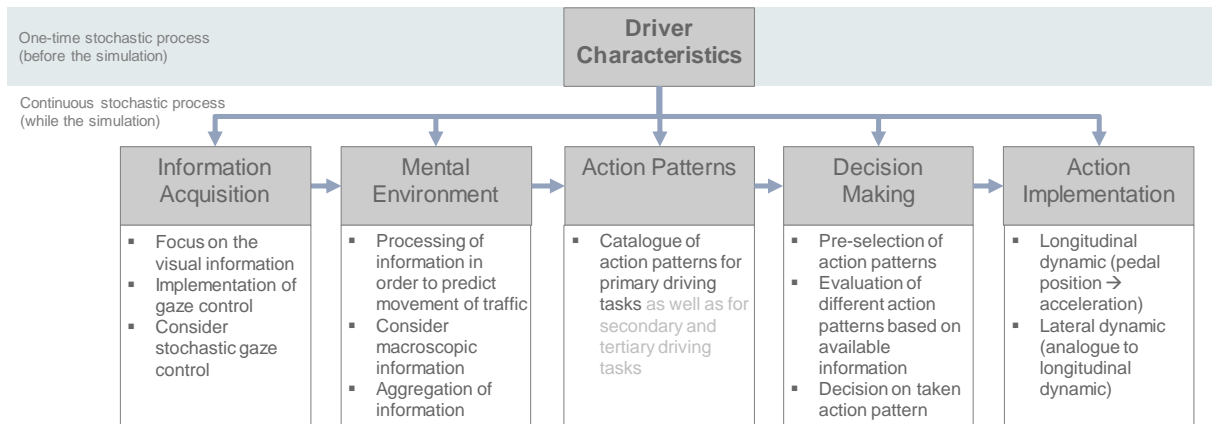 One-time stochastic process
(before the simulation)
Driver
Characteristics
Continuous stochastic process
(while the simulation)
Information
Acquisition
▪ Focus on the
visual information
▪ Implementation of
gaze control
▪ Consider
stochastic gaze
control
Mental
Environment
▪ Processing of
information in
order to predict
movement of traffic
▪ Consider
macroscopic
information
▪ Aggregation of
information
Action Patterns
▪ Catalogue of
action patterns for
primary driving
tasks as well as for
secondary and
tertiary driving
tasks
Decision
Making
▪ Pre-selection of
action patterns
▪ Evaluation of
different action
patterns based on
available
information
▪ Decision on taken
action pattern
Action
Implementation
▪ Longitudinal
dynamic (pedal
position →
acceleration)
▪ Lateral dynamic
(analogue to
longitudinal
dynamic)